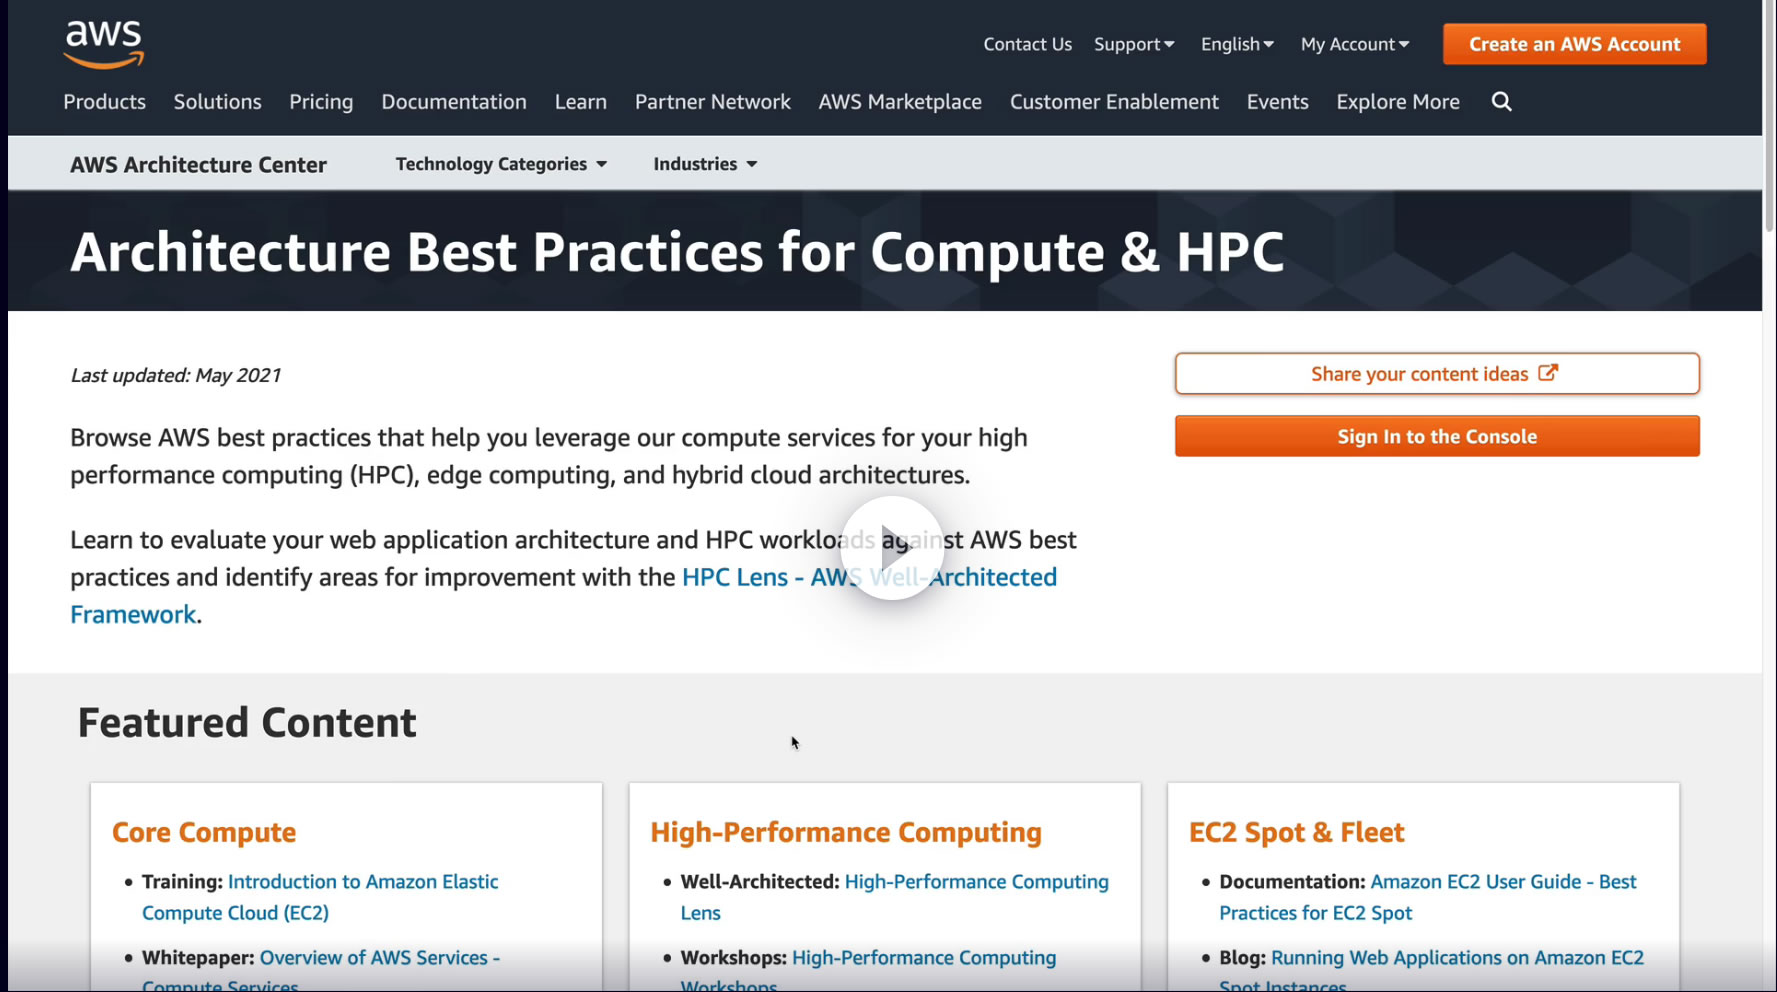 aws
Contact Us Support English My Account Create an AWS Account
Products Solutions Pricing Documentation Learn Partner Network AWS Marketplace Customer Enablement Events Explore More
AWS Architecture Center Technology Categories Industries
Architecture Best Practices for Compute & HPC
Last updated: May 2021
Share your content ideas
Sign In to the Console
Browse AWS best practices that help you leverage our compute services for your high
performance computing (HPC), edge computing, and hybrid cloud architectures.
Learn to evaluate your web application architecture and HPC workloads against AWS best
practices and identify areas for improvement with the HPC Lens - AWS Well-Architected
Framework.
Featured Content
Core Compute
• Training: Introduction to Amazon Elastic
Compute Cloud (EC2)
• Whitepaper: Overview of AWS Services -
Compute Services
High-Performance Computing
• Well-Architected: High-Performance Computing
Lens
• Workshops: High-Performance Computing
Workshops
EC2 Spot & Fleet
• Documentation: Amazon EC2 User Guide - Best
Practices for EC2 Spot
• Blog: Running Web Applications on Amazon EC2
Spot Instances